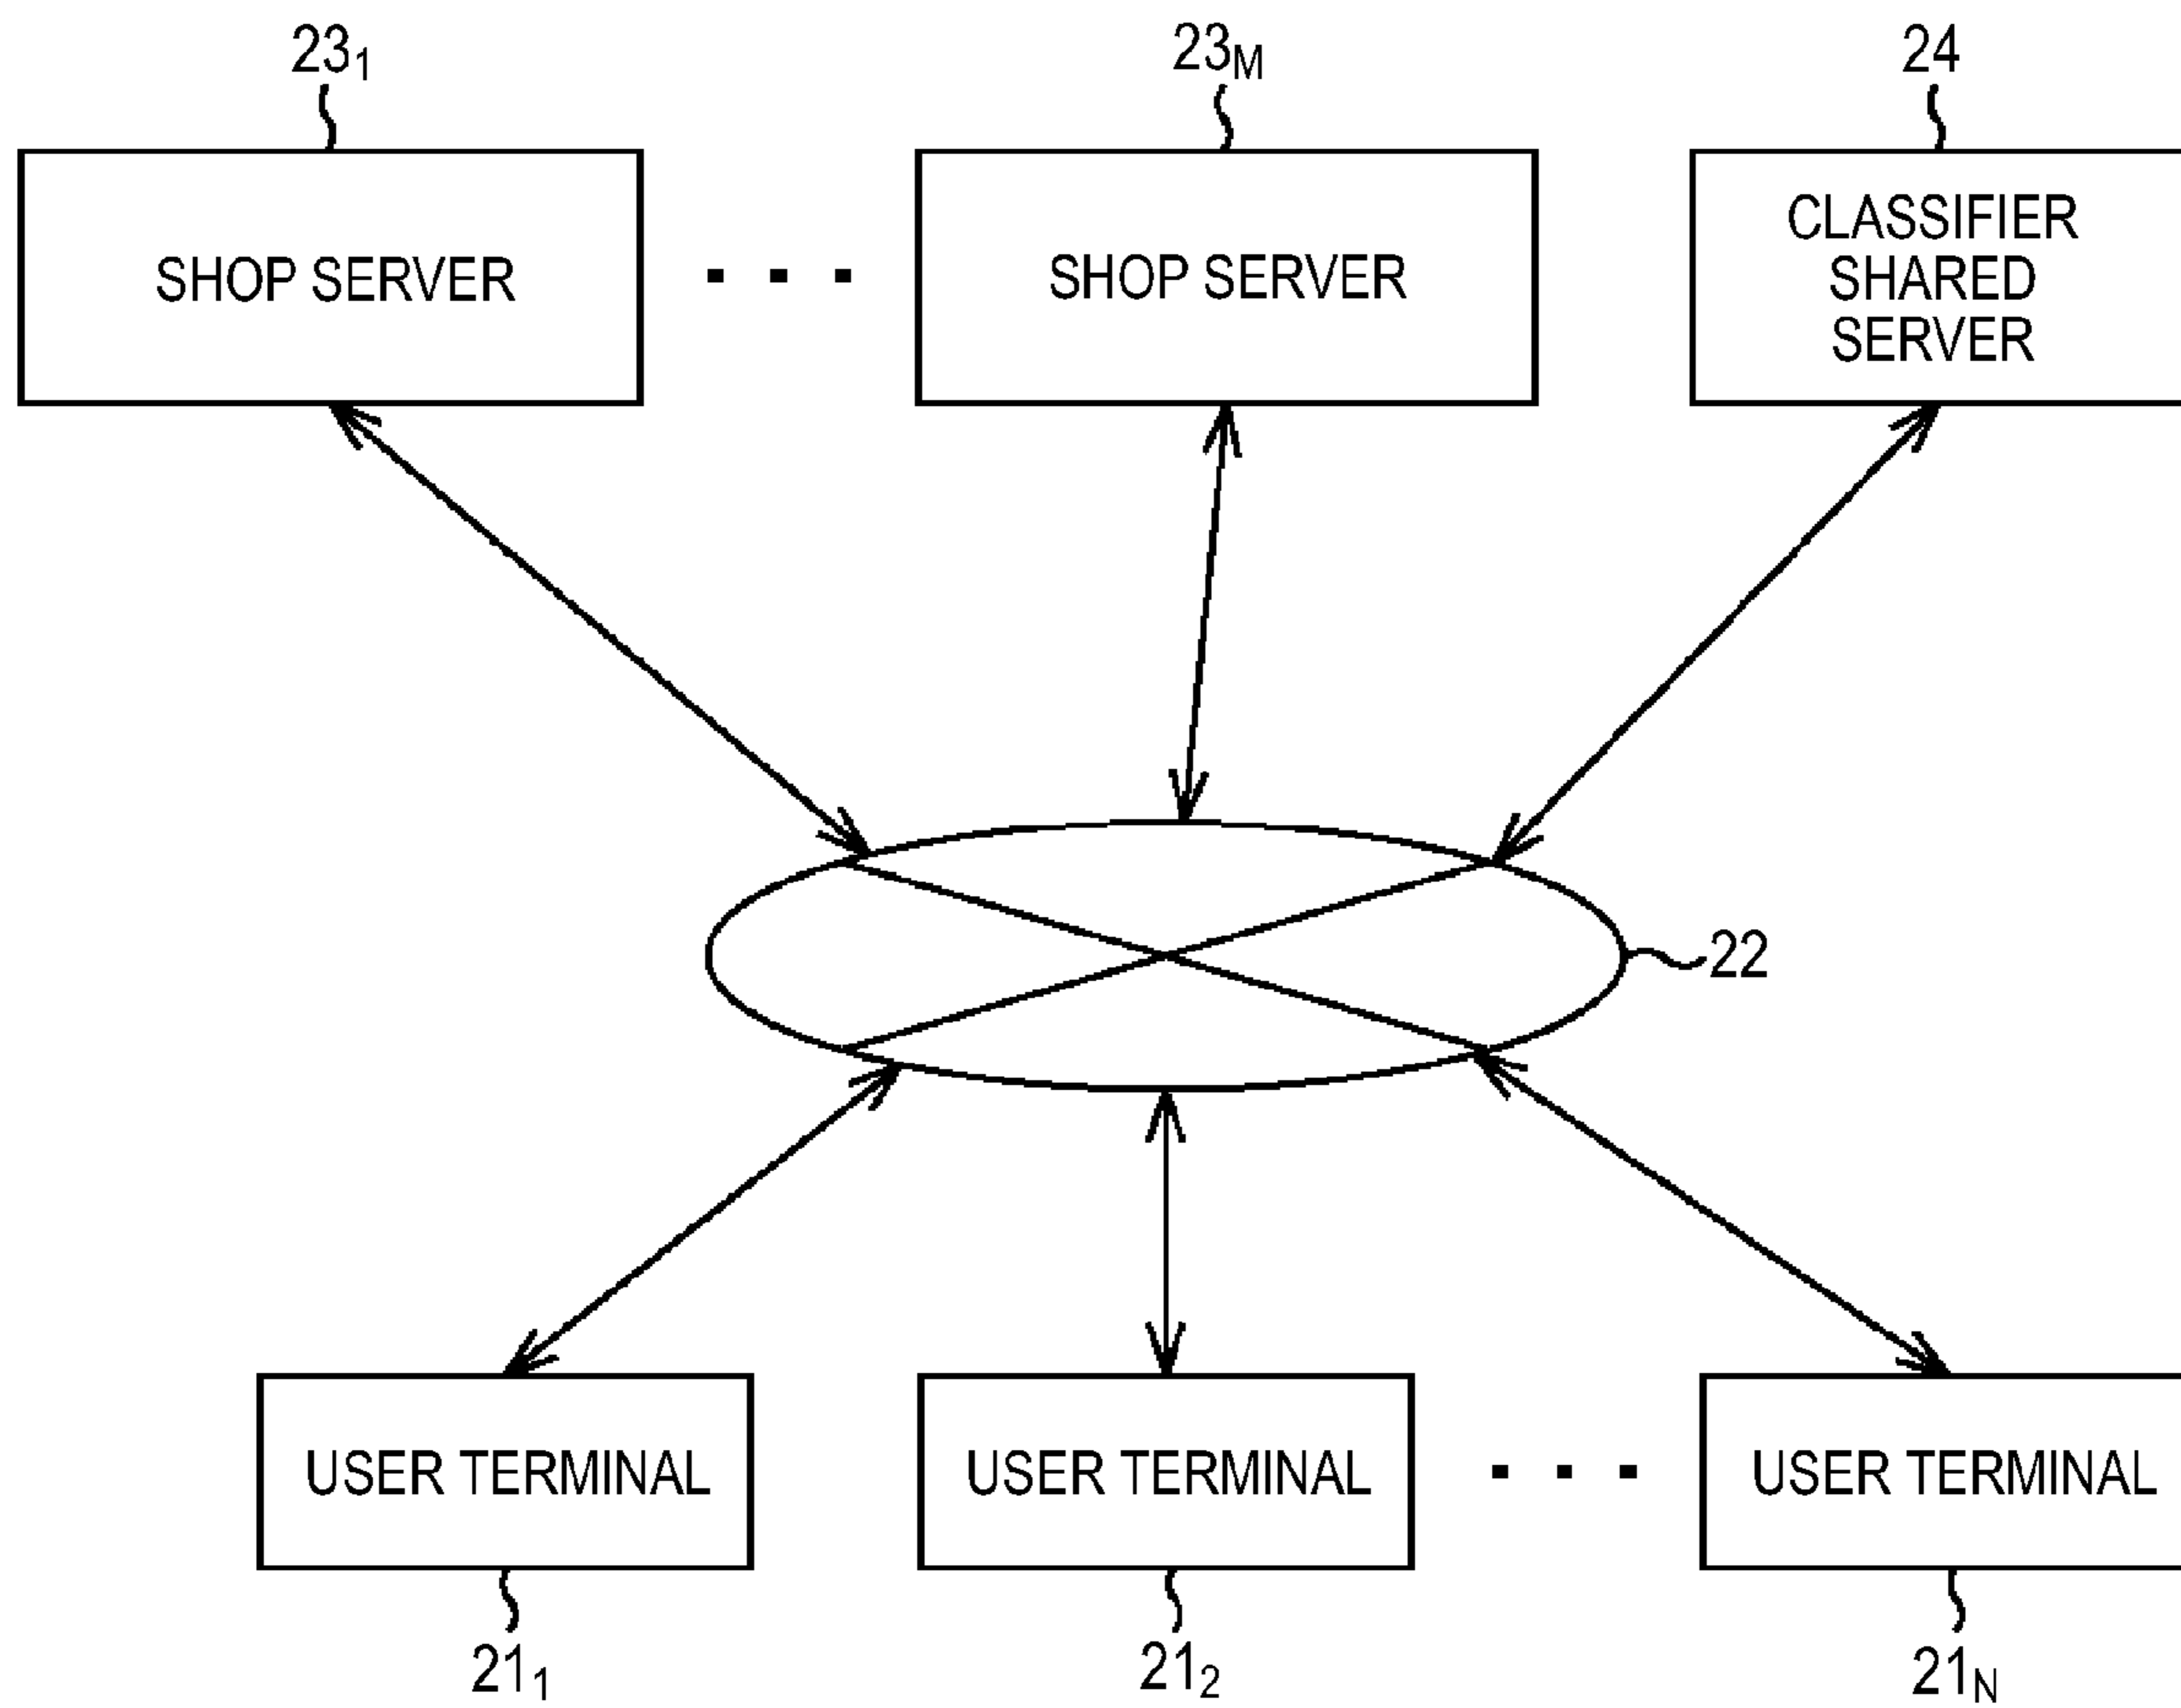 23₁
23M
24
SHOP SERVER
▪ ▪ ▪
SHOP SERVER
CLASSIFIER
SHARED
SERVER
22
USER TERMINAL
USER TERMINAL
▪ ▪ ▪
USER TERMINAL
21₁
21₂
21N